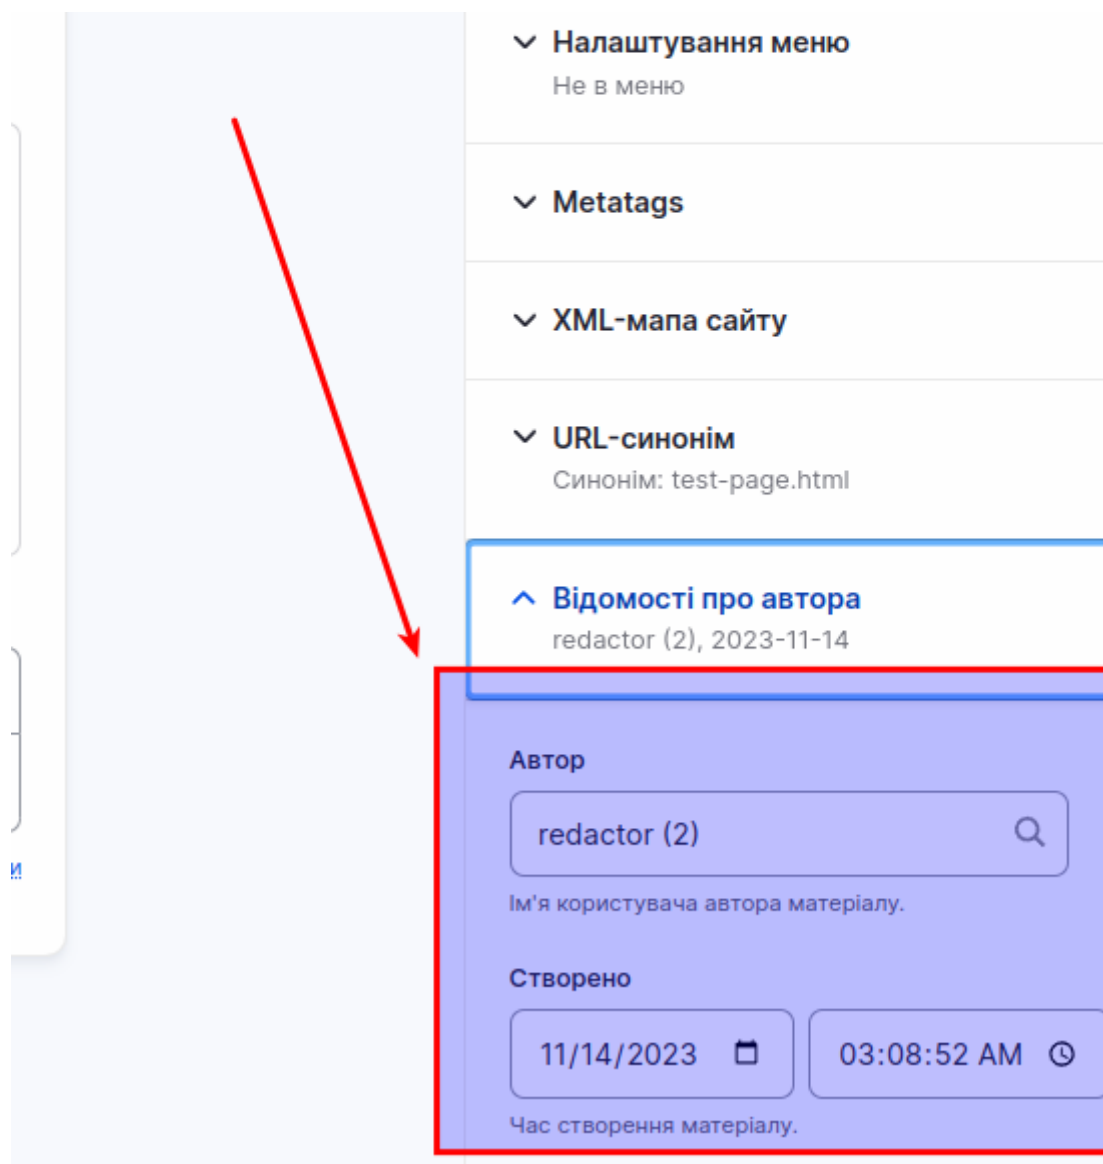 Налаштування меню
Не в меню
Metatags
XML-мапа сайту
URL-синонім
Синонім: test-page.html
Відомості про автора
redactor (2), 2023-11-14
Автор
redactor (2)
Ім'я користувача автора матеріалу.
и
Створено
11/14/2023 03:08:52 AM
Час створення матеріалу.